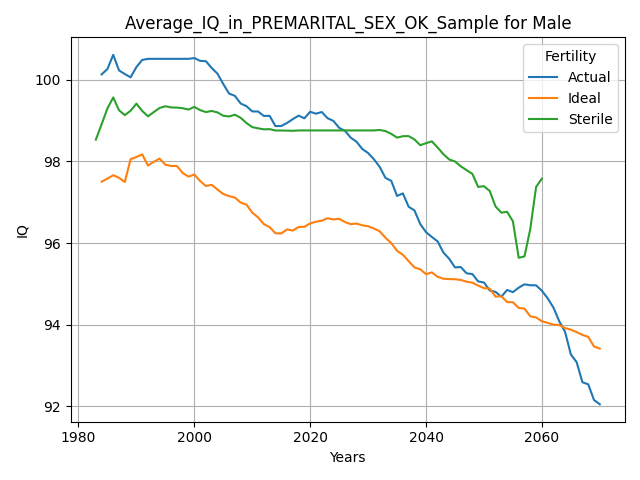 Average_IQ_in_PREMARITAL_SEX_OK_Sample for Male
Fertility
Actual
Ideal
Sterile
IQ
100
98
96
94
92
1980 2000 2020 2040 2060
Years